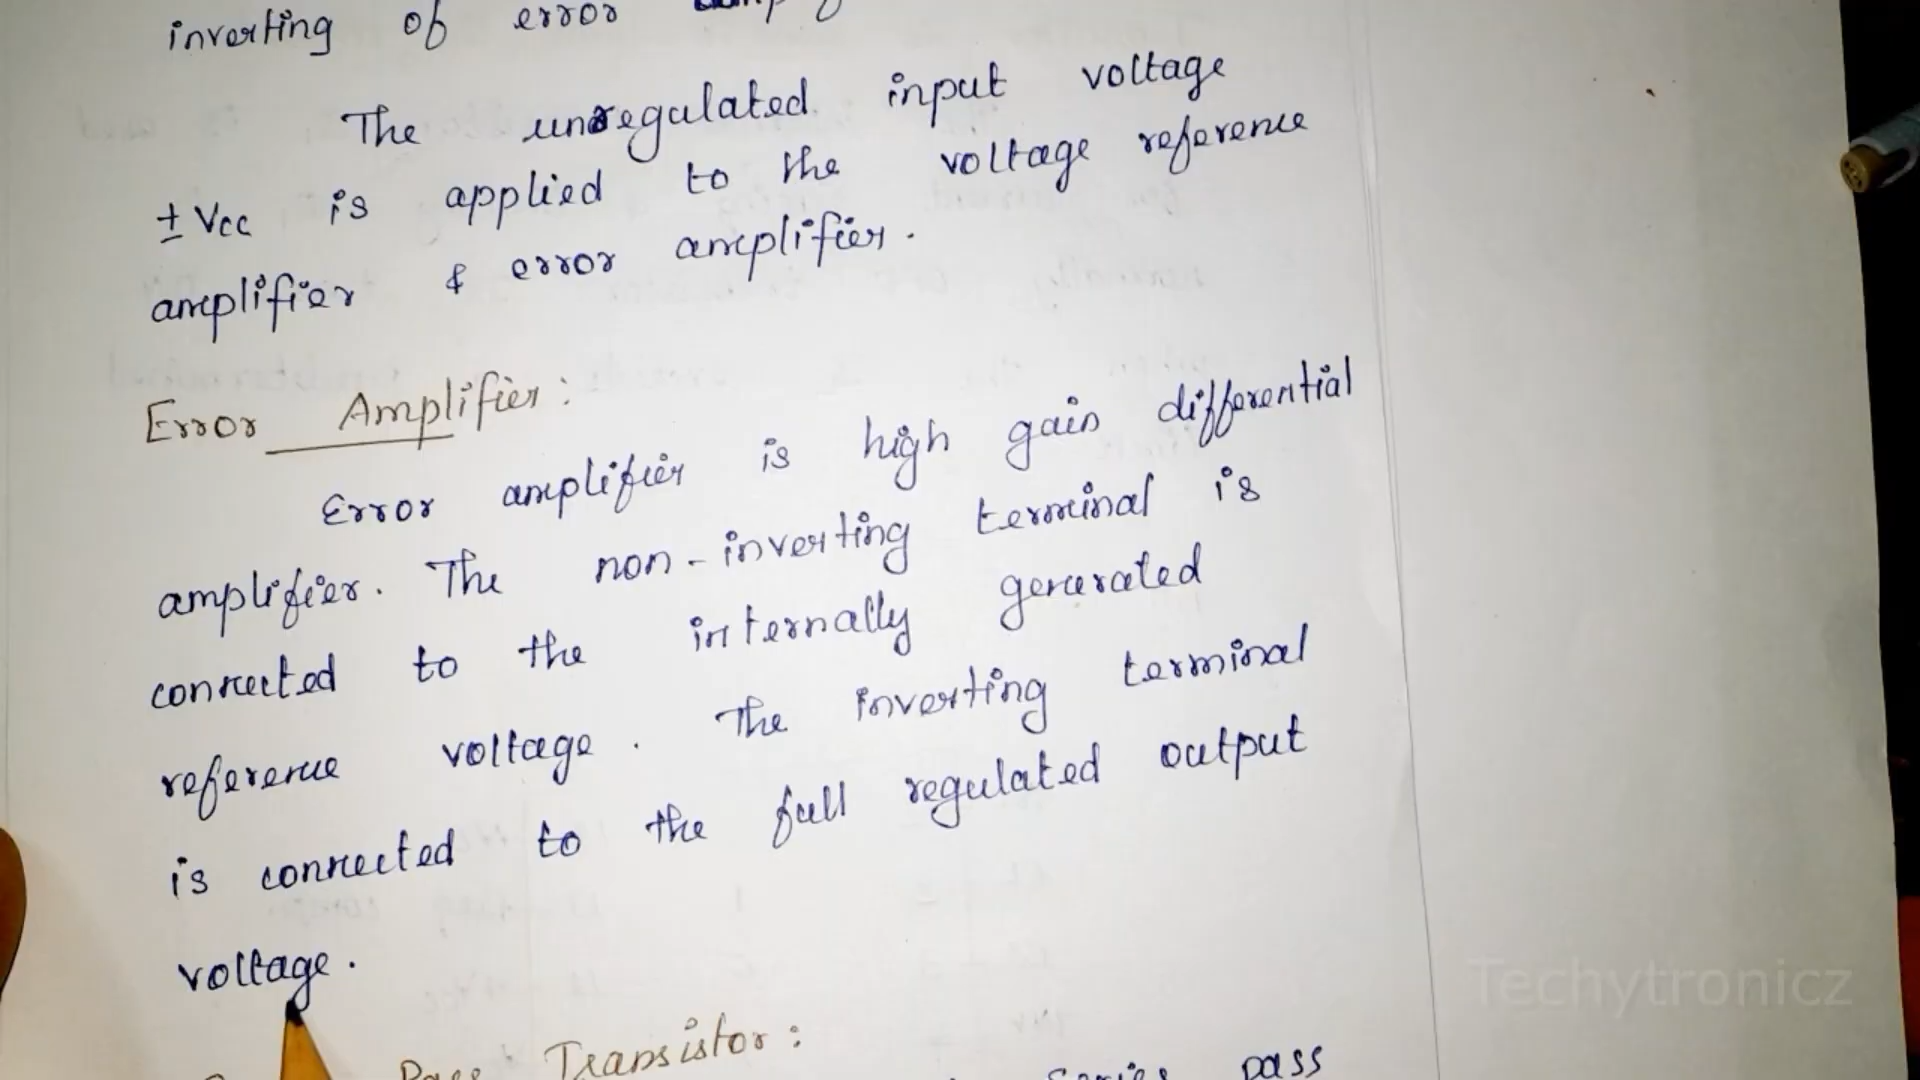 inverting of error
The unregulated input voltage
± Vcc is applied to the voltage reference
amplifier & error amplifier.
Error Amplifier:
Error amplifier is high gain differential
amplifier. The non-inverting terminal is
connected to the internally generated
reference voltage. The inverting terminal
is connected to the full regulated output
voltage.
Pass Transistor:
Series pass
Techytronicz